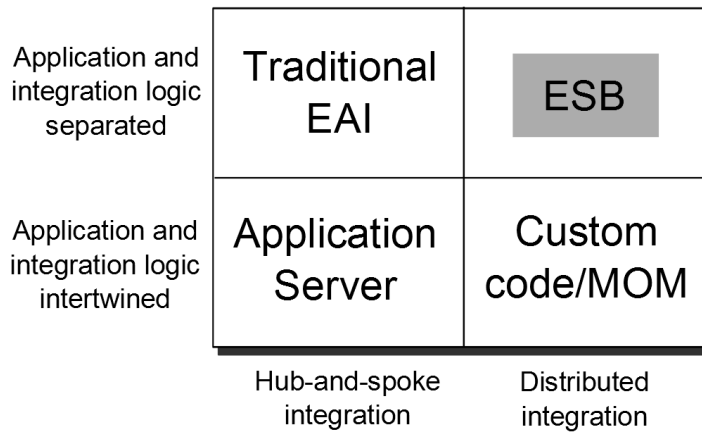 Application and
integration logic
separated
Traditional
EAI
ESB
Application and
integration logic
intertwined
Application
Server
Custom
code/MOM
Hub-and-spoke
integration
Distributed
integration